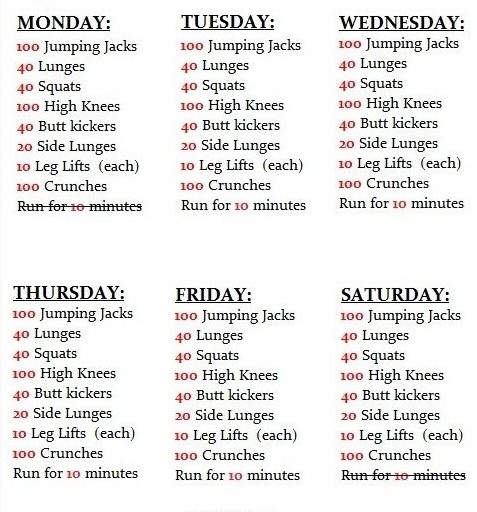 MONDAY:
100 Jumping Jacks
40 Lunges
40 Squats
100 High Knees
40 Butt kickers
20 Side Lunges
10 Leg Lifts (each)
100 Crunches
Run for 10 minutes
TUESDAY:
100 Jumping Jacks
40 Lunges
40 Squats
100 High Knees
40 Butt kickers
20 Side Lunges
10 Leg Lifts (each)
100 Crunches
Run for 10 minutes
WEDNESDAY:
100 Jumping Jacks
40 Lunges
40 Squats
100 High Knees
40 Butt kickers
20 Side Lunges
10 Leg Lifts (each)
100 Crunches
Run for 10 minutes
THURSDAY:
100 Jumping Jacks
40 Lunges
40 Squats
100 High Knees
40 Butt kickers
20 Side Lunges
10 Leg Lifts (each)
100 Crunches
Run for 10 minutes
FRIDAY:
100 Jumping Jacks
40 Lunges
40 Squats
100 High Knees
40 Butt kickers
20 Side Lunges
10 Leg Lifts (each)
100 Crunches
Run for 10 minutes
SATURDAY:
100 Jumping Jacks
40 Lunges
40 Squats
100 High Knees
40 Butt kickers
20 Side Lunges
10 Leg Lifts (each)
100 Crunches
Run for 10 minutes